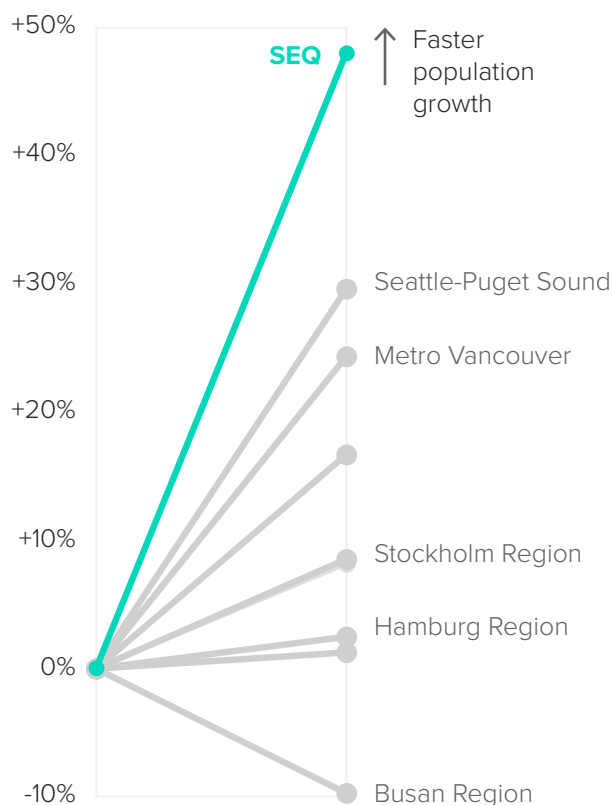 +50%
SEQ
Faster
population
growth
+40%
+30%
Seattle-Puget Sound
Metro Vancouver
+20%
+10%
Stockholm Region
Hamburg Region
0%
-10%
Busan Region